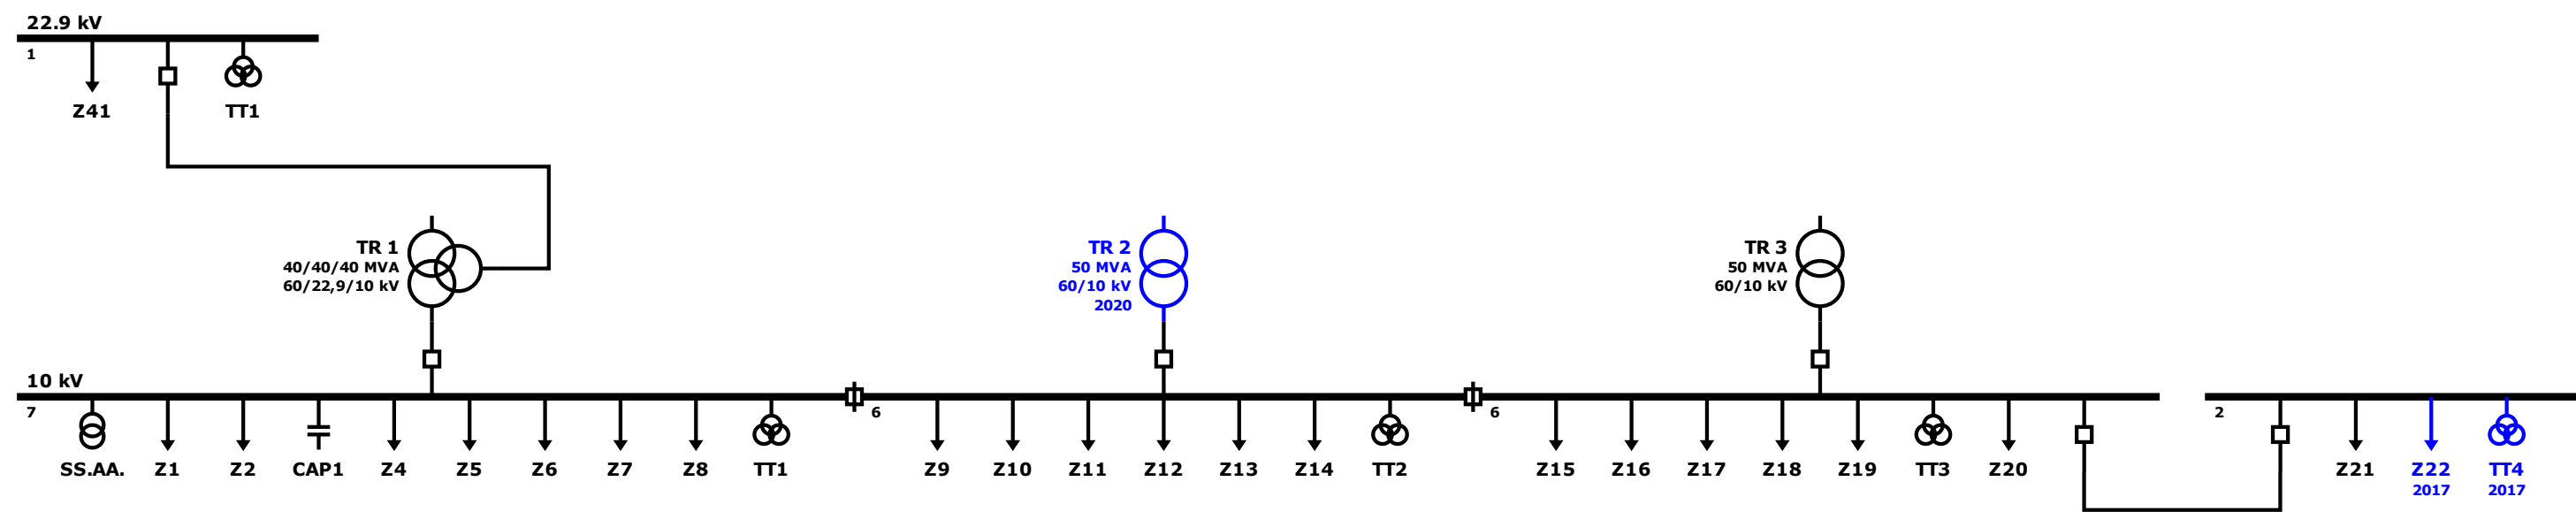 22.9 kV
1
Z41
TT1
TR 1
40/40/40 MVA
60/22,9/10 kV
TR 2
50 MVA
60/10 kV
2020
TR 3
50 MVA
60/10 kV
10 kV
7
6
6
2
SS.AA.
Z1
Z2
CAP1
Z4
Z5
Z6
Z7
Z8
TT1
Z9
Z10
Z11
Z12
Z13
Z14
TT2
Z15
Z16
Z17
Z18
Z19
TT3
Z20
Z21
Z22
2017
TT4
2017